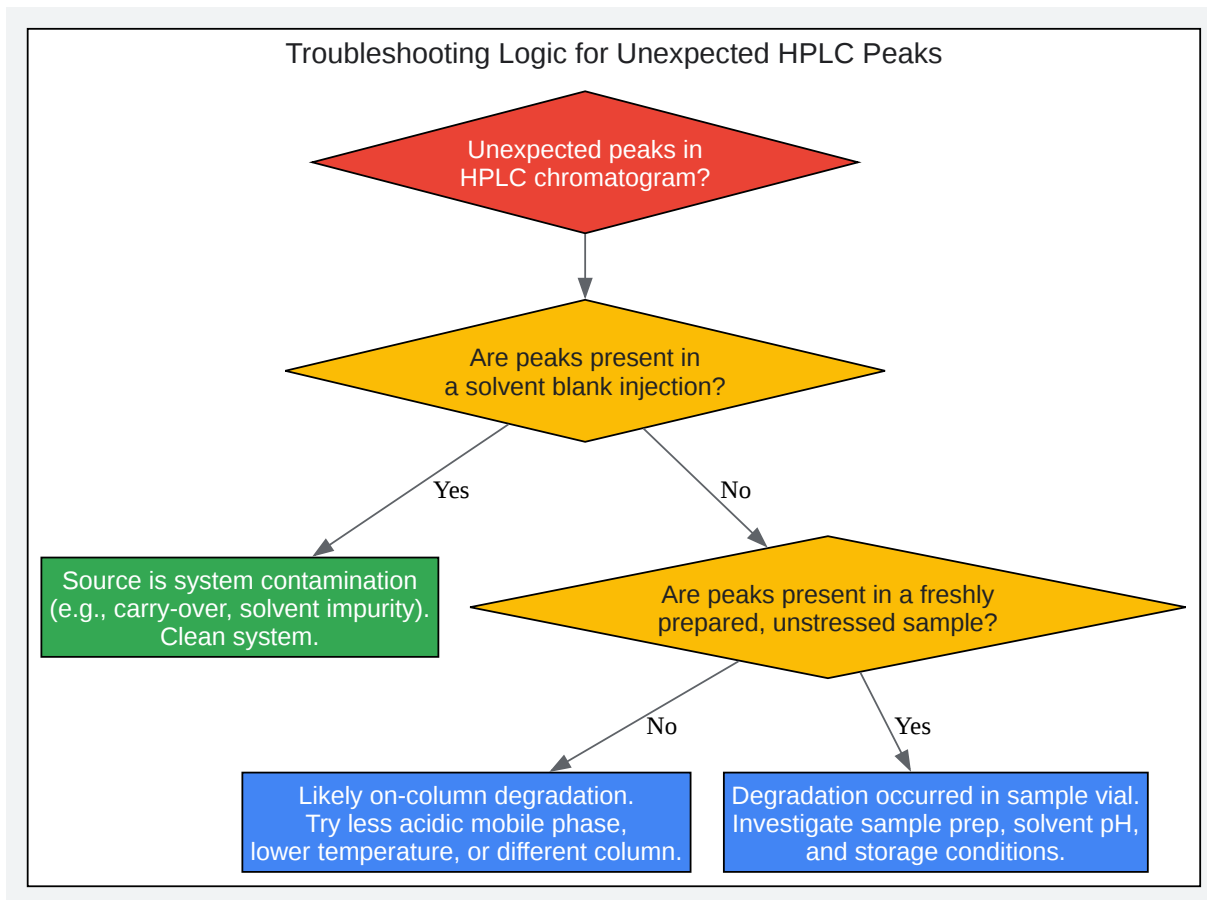 Troubleshooting Logic for Unexpected HPLC Peaks
Unexpected peaks in
HPLC chromatogram?
Are peaks present in
a solvent blank injection?
Yes
No
Source is system contamination
(e.g., carry-over, solvent impurity).
Clean system.
Are peaks present in a freshly
prepared, unstressed sample?
No
Yes
Likely on-column degradation.
Try less acidic mobile phase,
lower temperature, or different column.
Degradation occurred in sample vial.
Investigate sample prep, solvent pH,
and storage conditions.